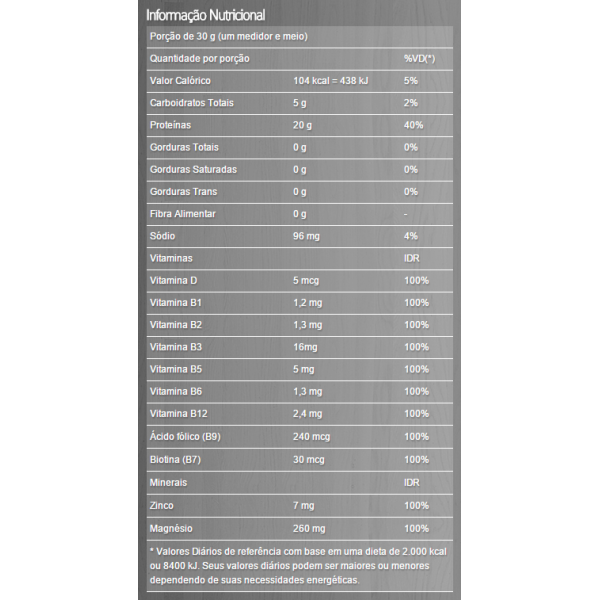 Informação Nutricional
Porção de 30 g (um medidor e meio)
Quantidade por porção %VD(*)
Valor Calórico 104 kcal = 438 kJ 5%
Carboidratos Totais 5 g 2%
Proteínas 20 g 40%
Gorduras Totais 0 g 0%
Gorduras Saturadas 0 g 0%
Gorduras Trans 0 g 0%
Fibra Alimentar 0 g -
Sódio 96 mg 4%
Vitaminas IDR
Vitamina D 5 mcg 100%
Vitamina B1 1,2 mg 100%
Vitamina B2 1,3 mg 100%
Vitamina B3 16mg 100%
Vitamina B5 5 mg 100%
Vitamina B6 1,3 mg 100%
Vitamina B12 2,4 mg 100%
Ácido fólico (B9) 240 mcg 100%
Biotina (B7) 30 mcg 100%
Minerais IDR
Zinco 7 mg 100%
Magnésio 260 mg 100%
* Valores Diários de referência com base em uma dieta de 2.000 kcal
ou 8400 kJ. Seus valores diários podem ser maiores ou menores
dependendo de suas necessidades energéticas.